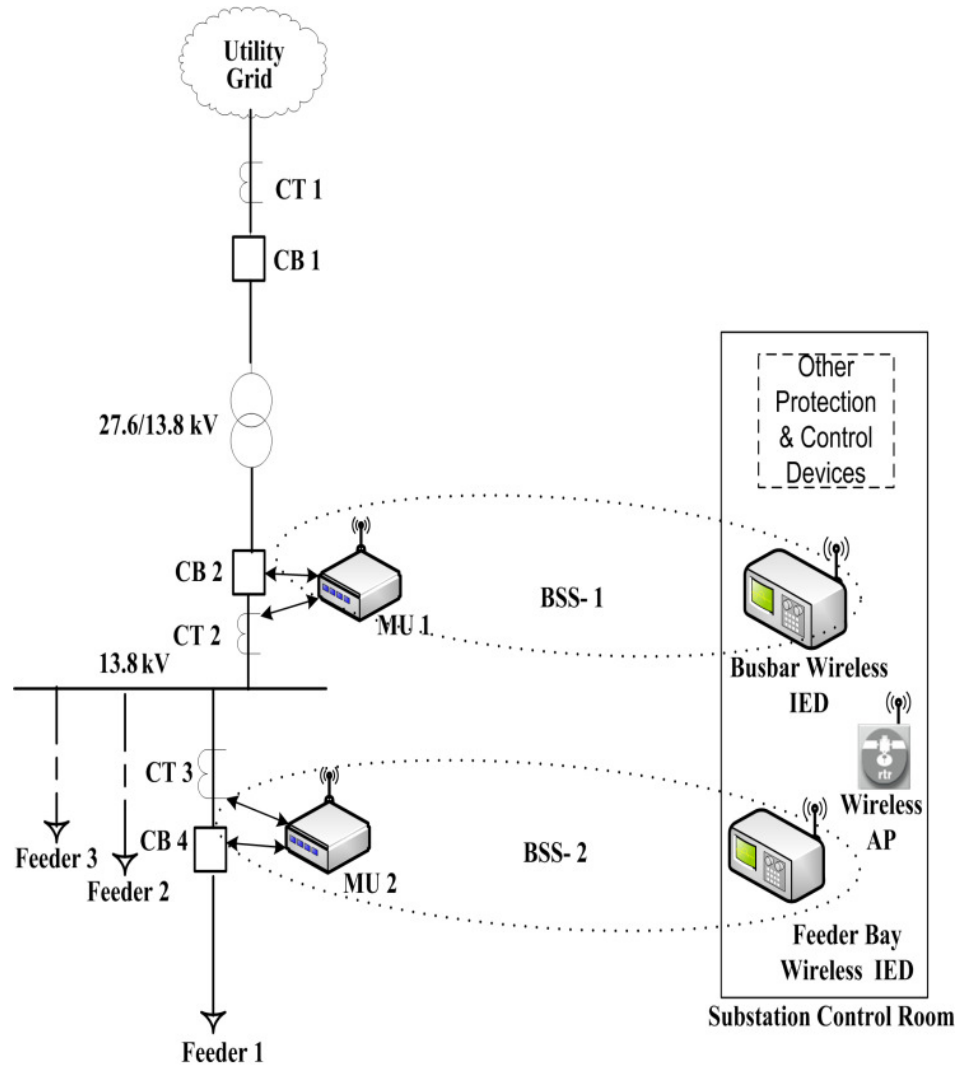 Utility
Grid
CT 1
CB 1
27.6/13.8 kV
Other
Protection
& Control
Devices
CB 2
MU 1
BSS- 1
CT 2
Busbar Wireless
IED
13.8 kV
CT 3
rtr
Wireless
AP
CB 4
MU 2
BSS- 2
Feeder 3
Feeder 2
Feeder Bay
Wireless IED
Substation Control Room
Feeder 1